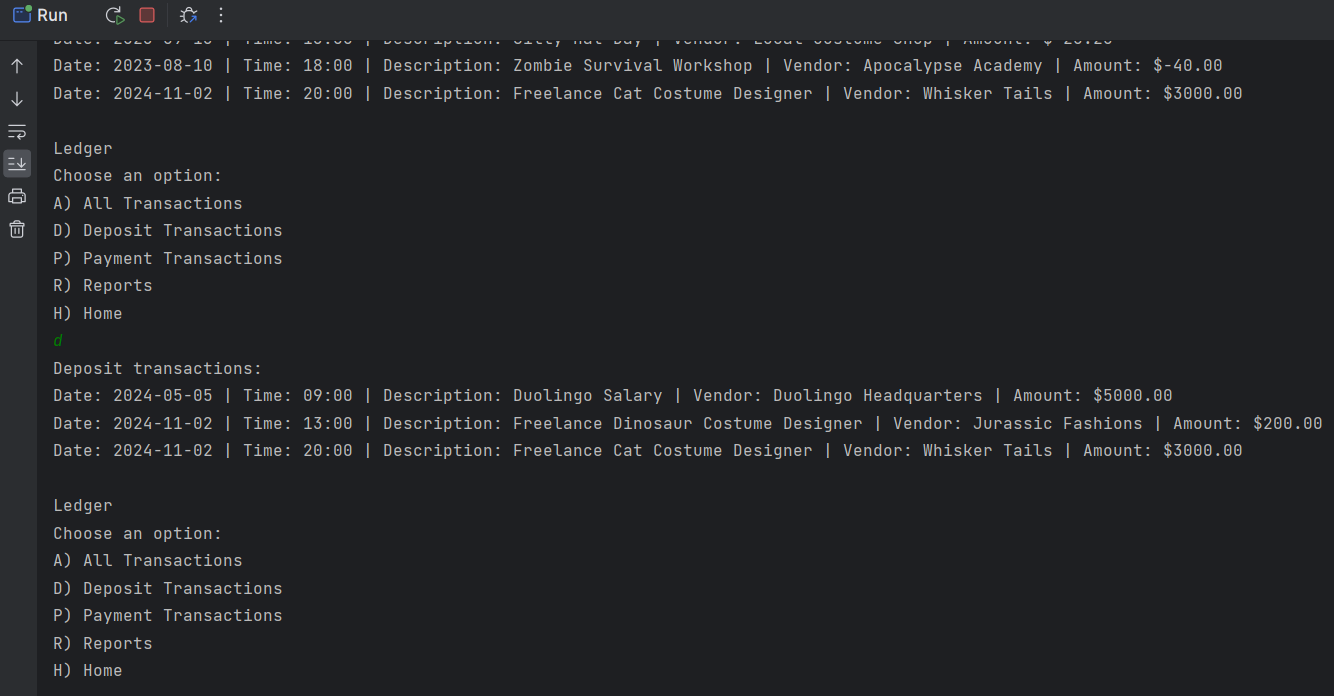 Run
Date: 2023-08-10 | Time: 18:00 | Description: Zombie Survival Workshop | Vendor: Apocalypse Academy | Amount: $-40.00
Date: 2024-11-02 | Time: 20:00 | Description: Freelance Cat Costume Designer | Vendor: Whisker Tails | Amount: $3000.00
Ledger
Choose an option:
A) All Transactions
D) Deposit Transactions
P) Payment Transactions
R) Reports
H) Home
d
Deposit transactions:
Date: 2024-05-05 | Time: 09:00 | Description: Duolingo Salary | Vendor: Duolingo Headquarters | Amount: $5000.00
Date: 2024-11-02 | Time: 13:00 | Description: Freelance Dinosaur Costume Designer | Vendor: Jurassic Fashions | Amount: $200.00
Date: 2024-11-02 | Time: 20:00 | Description: Freelance Cat Costume Designer | Vendor: Whisker Tails | Amount: $3000.00
Ledger
Choose an option:
A) All Transactions
D) Deposit Transactions
P) Payment Transactions
R) Reports
H) Home